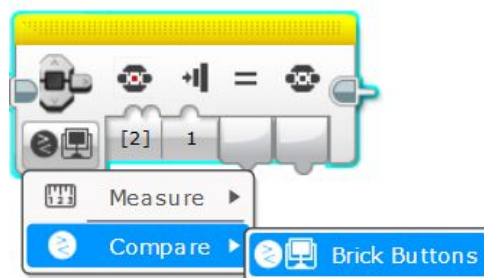 =
[2] 1
Measure
Compare
Brick Buttons